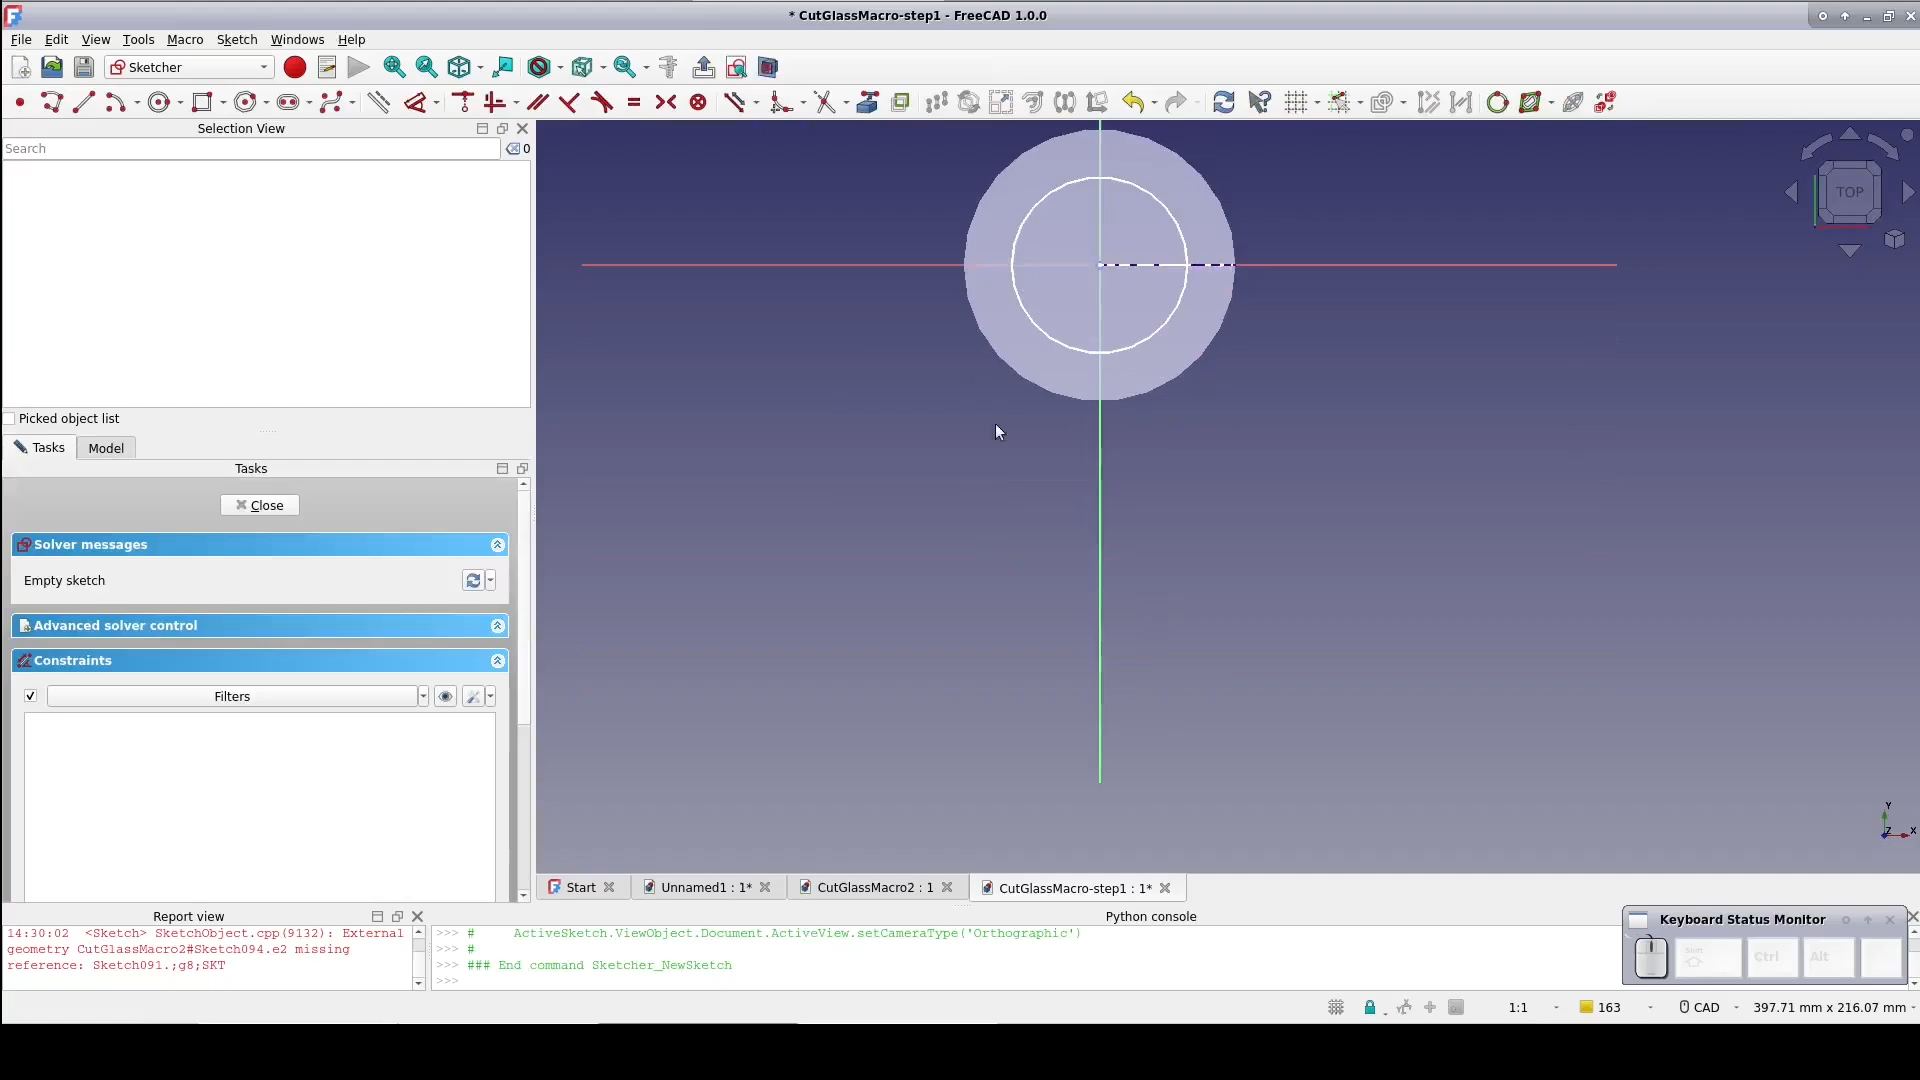 * CutGlassMacro-step1 - FreeCAD 1.0.0
File Edit View Tools Macro Sketch Windows Help
Sketcher
Selection View
Search
0
Picked object list
Tasks Model
Tasks
Close
Solver messages
Empty sketch
Advanced solver control
Constraints
Filters
TOP
Y
Z
X
Start Unnamed1 : 1* CutGlassMacro2 : 1 CutGlassMacro-step1 : 1*
Report view
14:30:02 <Sketch> SketchObject.cpp(9132): External
geometry CutGlassMacro2#Sketch094.e2 missing
reference: Sketch091.;g8;SKT
Python console
>>> # ActiveSketch.ViewObject.Document.ActiveView.setCameraType('Orthographic')
>>> #
>>> ### End command Sketcher_NewSketch
>>>
Keyboard Status Monitor
Shift
Ctrl
Alt
1:1 163 CAD 397.71 mm x 216.07 mm